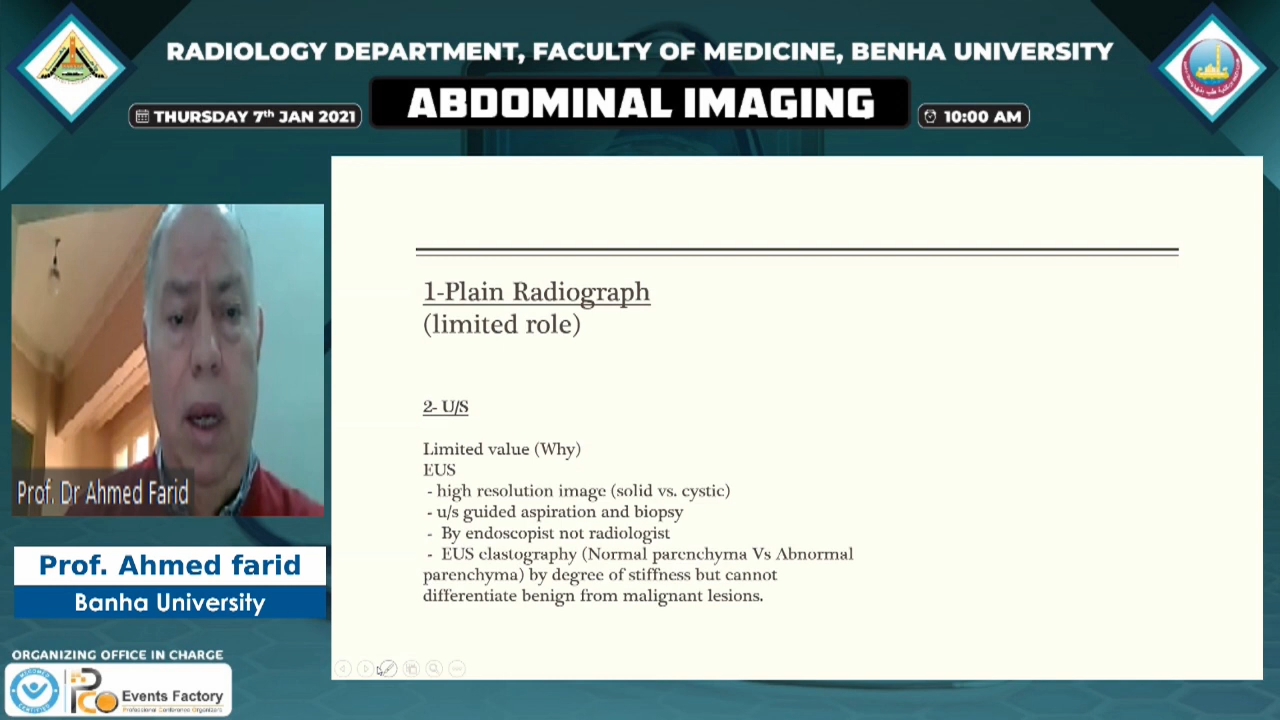 RADIOLOGY DEPARTMENT, FACULTY OF MEDICINE, BENHA UNIVERSITY
THURSDAY 7th JAN 2021
ABDOMINAL IMAGING
10:00 AM
1-Plain Radiograph
(limited role)
2- U/S
Limited value (Why)
EUS
- high resolution image (solid vs. cystic)
- u/s guided aspiration and biopsy
- By endoscopist not radiologist
- EUS elastography (Normal parenchyma Vs Abnormal
parenchyma) by degree of stiffness but cannot
differentiate benign from malignant lesions.
Prof. Dr Ahmed Farid
Prof. Ahmed farid
Banha University
ORGANIZING OFFICE IN CHARGE
Events Factory
Professional Conference Organizers